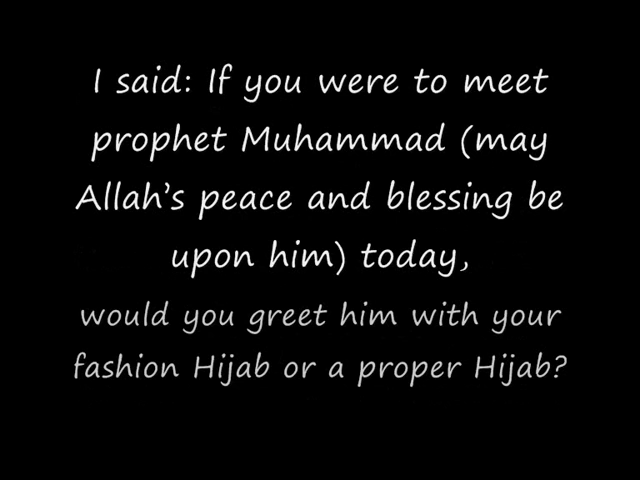 I said: If you were to meet
prophet Muhammad (may
Allah's peace and blessing be
upon him) today,
would you greet him with your
fashion Hijab or a proper Hijab?